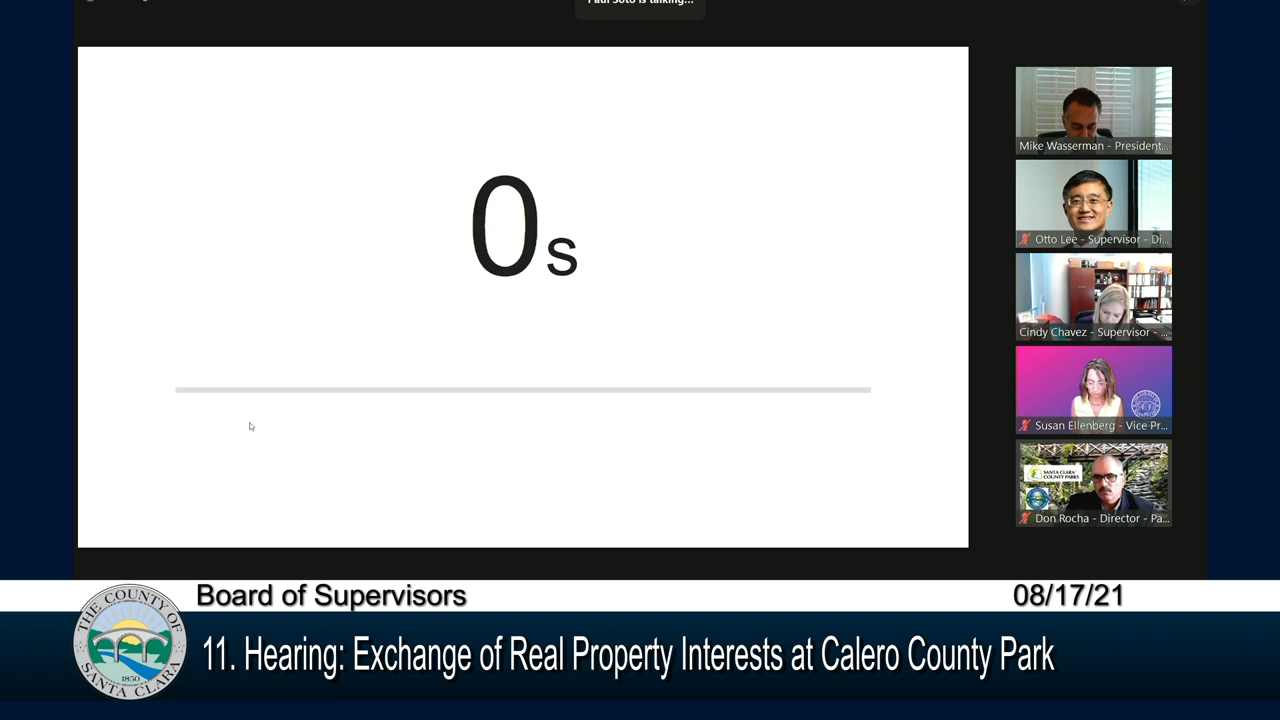 Paul Soto is talking...
0s
Mike Wasserman - President...
Otto Lee - Supervisor - Di...
Cindy Chavez - Supervisor - ...
Susan Ellenberg - Vice Pr...
SANTA CLARA
COUNTY PARKS
Don Rocha - Director - Pa...
Board of Supervisors
08/17/21
THE COUNTY OF
SANTA CLARA
1850
11. Hearing: Exchange of Real Property Interests at Calero County Park